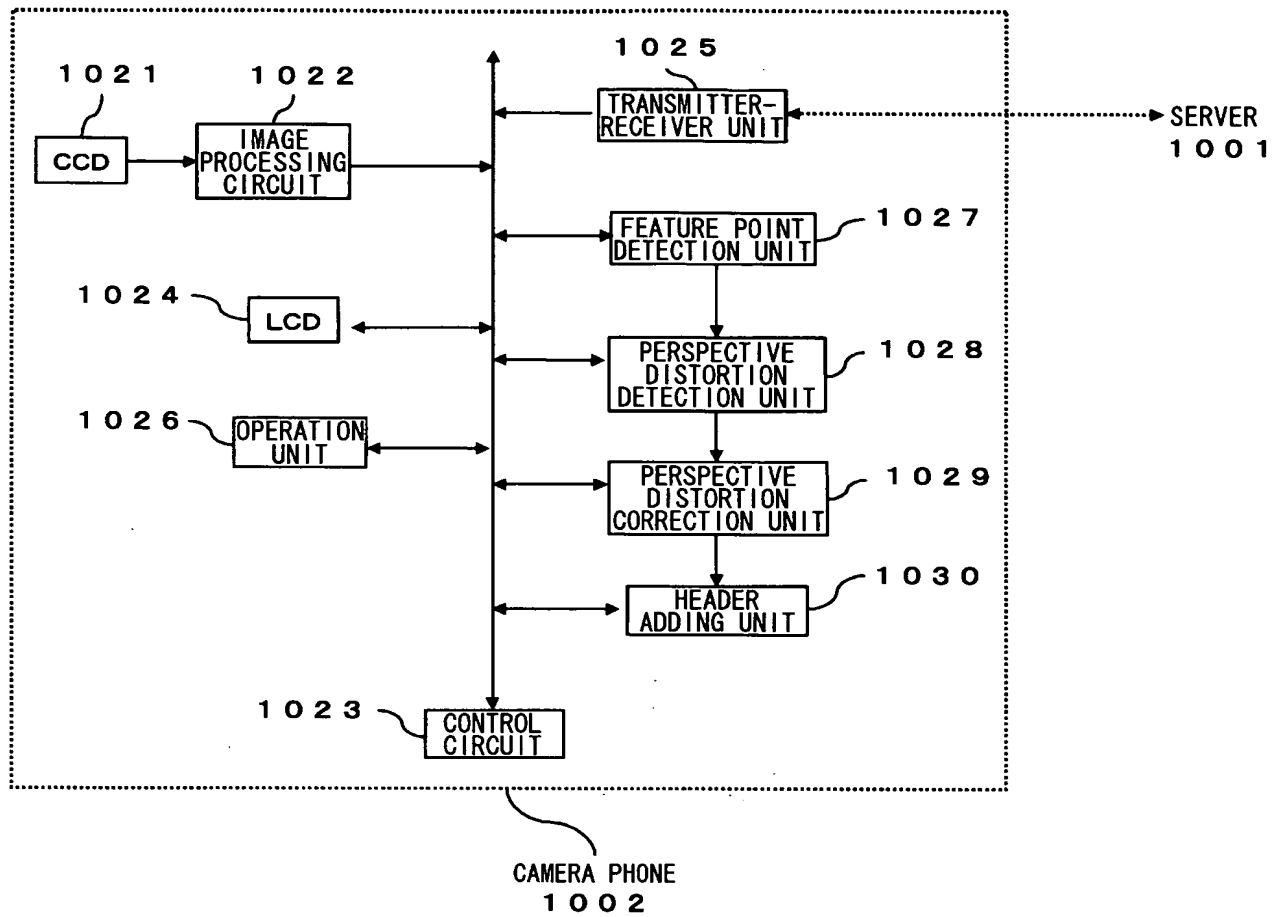 1025
1021
1022
TRANSMITTER-
RECEIVER UNIT
SERVER
1001
CCD
IMAGE
PROCESSING
CIRCUIT
1027
FEATURE POINT
DETECTION UNIT
1024
LCD
1028
PERSPECTIVE
DISTORTION
DETECTION UNIT
1026
OPERATION
UNIT
1029
PERSPECTIVE
DISTORTION
CORRECTION UNIT
1030
HEADER
ADDING UNIT
1023
CONTROL
CIRCUIT
CAMERA PHONE
1002